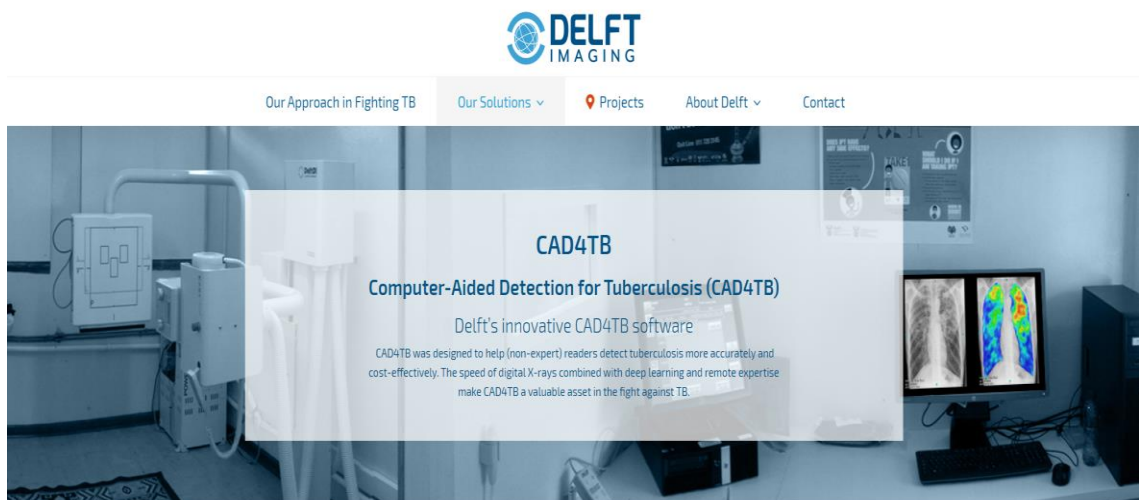 DELFT
IMAGING
Our Approach in Fighting TB
Our Solutions
Projects
About Delft
Contact
CAD4TB
Computer-Aided Detection for Tuberculosis (CAD4TB)
Delft's innovative CAD4TB software
CAD4TB was designed to help (non-expert) readers detect tuberculosis more accurately and
cost-effectively. The speed of digital X-rays combined with deep learning and remote expertise
make CAD4TB a valuable asset in the fight against TB.
TAKE